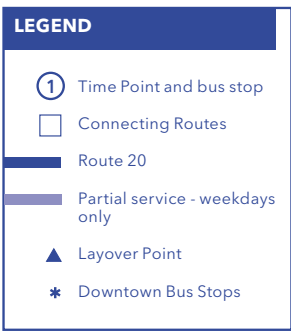 LEGEND
1 Time Point and bus stop
Connecting Routes
Route 20
Partial service - weekdays
only
Layover Point
Downtown Bus Stops